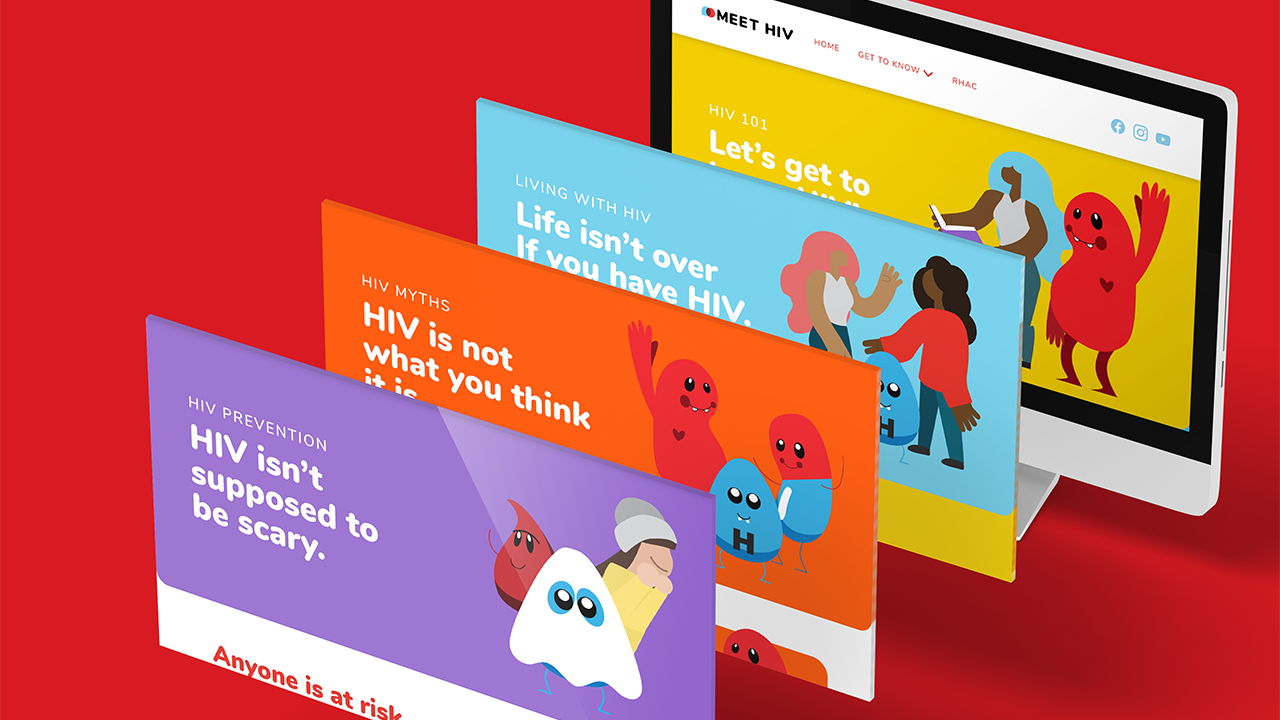 MEET HIV
HOME
GET TO KNOW
RHAC
HIV 101
Let's get to
LIVING WITH HIV
Life isn't over
If you have HIV.
HIV MYTHS
HIV is not
what you think
it is
H
H
HIV PREVENTION
HIV isn't
supposed to
be scary.
Anyone is at risk